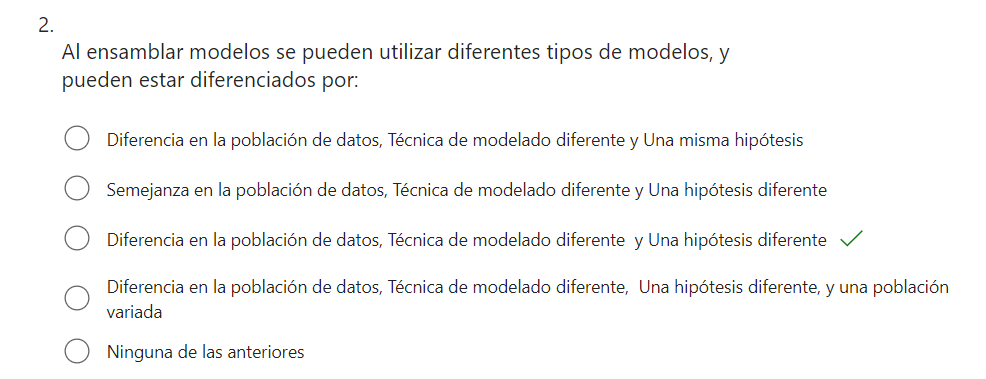 2.
Al ensamblar modelos se pueden utilizar diferentes tipos de modelos, y
pueden estar diferenciados por:
Diferencia en la población de datos, Técnica de modelado diferente y Una misma hipótesis
Semejanza en la población de datos, Técnica de modelado diferente y Una hipótesis diferente
Diferencia en la población de datos, Técnica de modelado diferente  y Una hipótesis diferente
Diferencia en la población de datos, Técnica de modelado diferente,  Una hipótesis diferente, y una población
variada
Ninguna de las anteriores